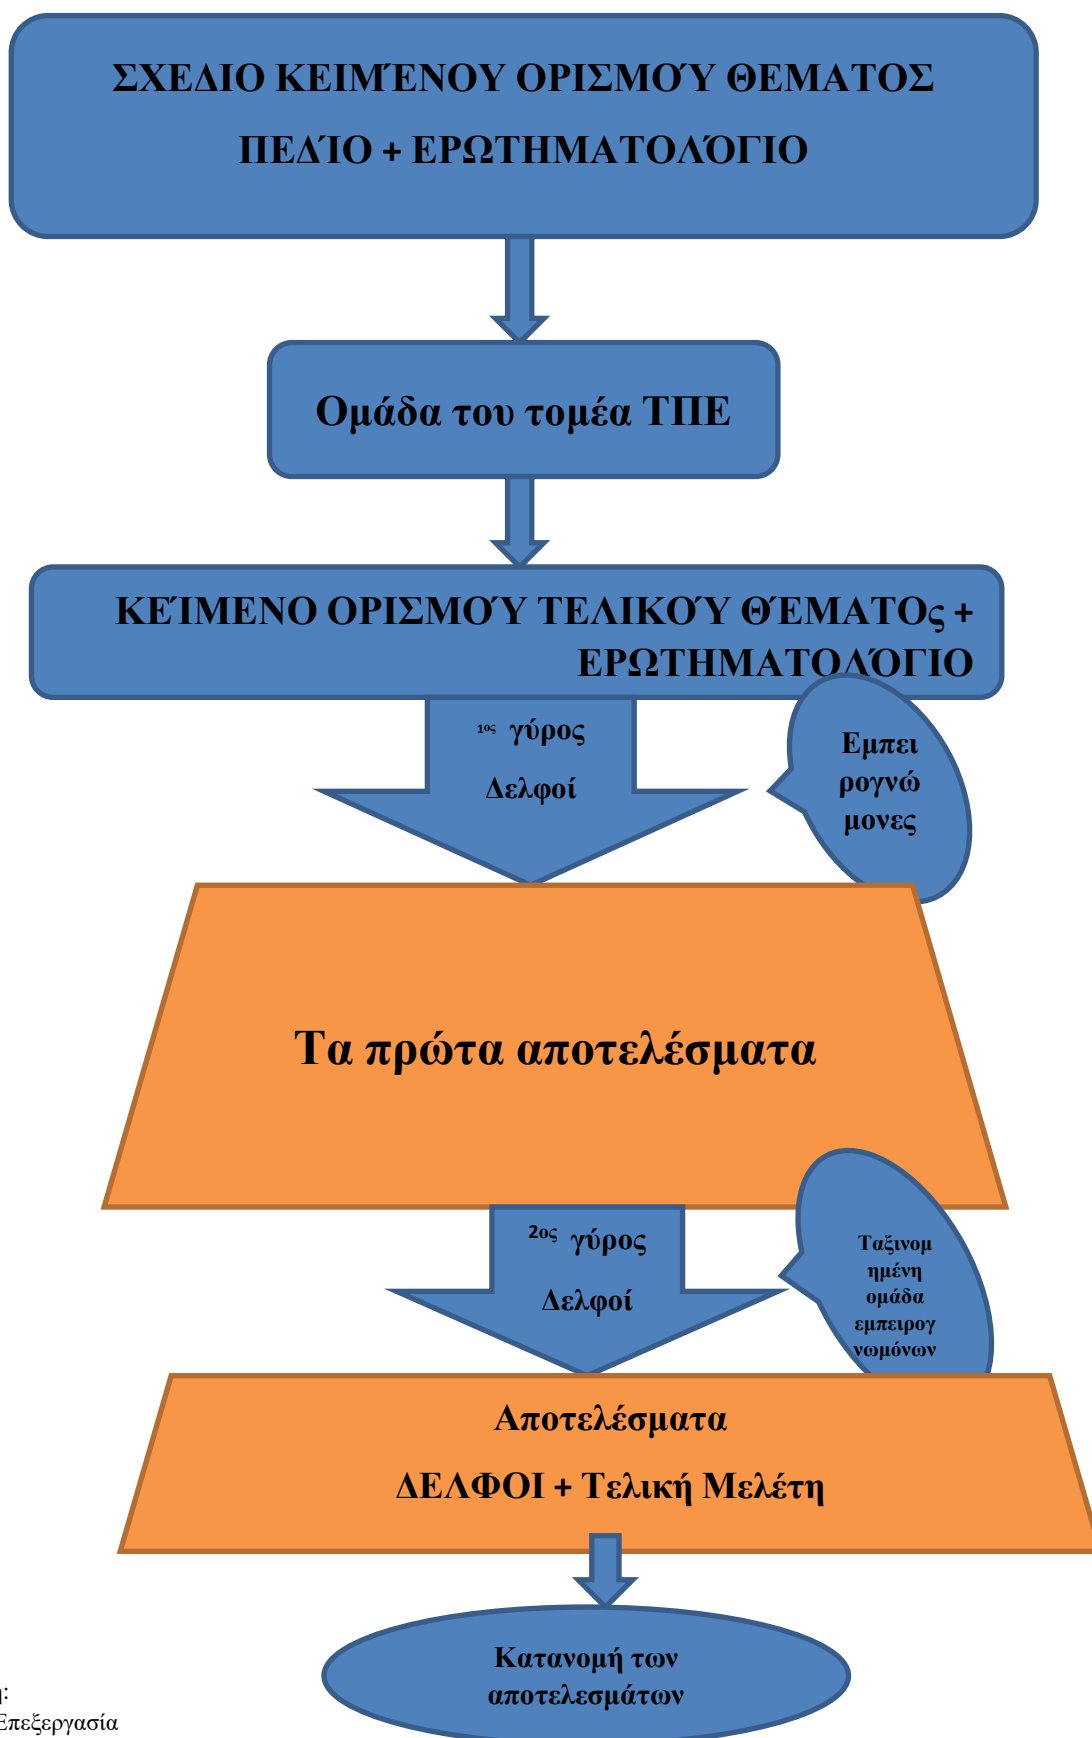 ΣΧΕΔΙΟ ΚΕΙΜΈΝΟΥ ΟΡΙΣΜΟΎ ΘΕΜΑΤΟΣ
ΠΕΔΊΟ + ΕΡΩΤΗΜΑΤΟΛΌΓΙΟ
Ομάδα του τομέα ΤΠΕ
ΚΕΊΜΕΝΟ ΟΡΙΣΜΟΎ ΤΕΛΙΚΟΎ ΘΈΜΑΤΟς +
ΕΡΩΤΗΜΑΤΟΛΌΓΙΟ
1ος γύρος
Δελφοί
Εμπει
ρογνώ
μονες
Τα πρώτα αποτελέσματα
2ος γύρος
Δελφοί
Ταξινομ
ημένη
ομάδα
εμπειρογ
νωμόνων
Αποτελέσματα
ΔΕΛΦΟΙ + Τελική Μελέτη
Κατανομή των
αποτελεσμάτων
Επεξεργασία